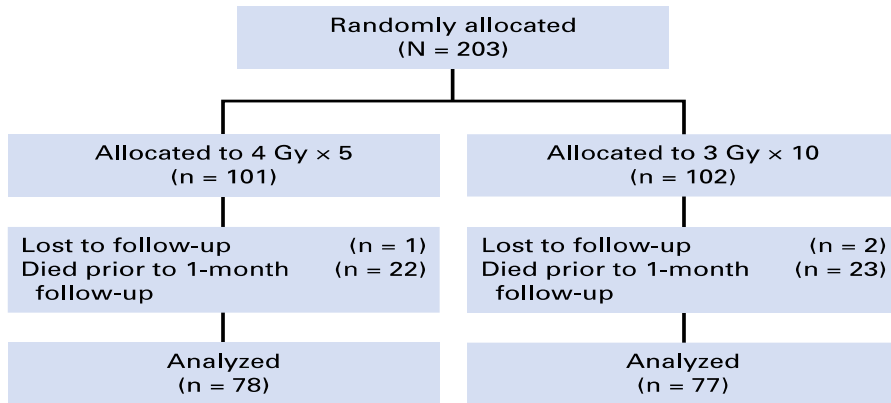 Randomly allocated
(N = 203)
Allocated to 4 Gy × 5
(n = 101)
Allocated to 3 Gy × 10
(n = 102)
Lost to follow-up (n = 1)
Died prior to 1-month (n = 22)
follow-up
Lost to follow-up (n = 2)
Died prior to 1-month (n = 23)
follow-up
Analyzed
(n = 78)
Analyzed
(n = 77)